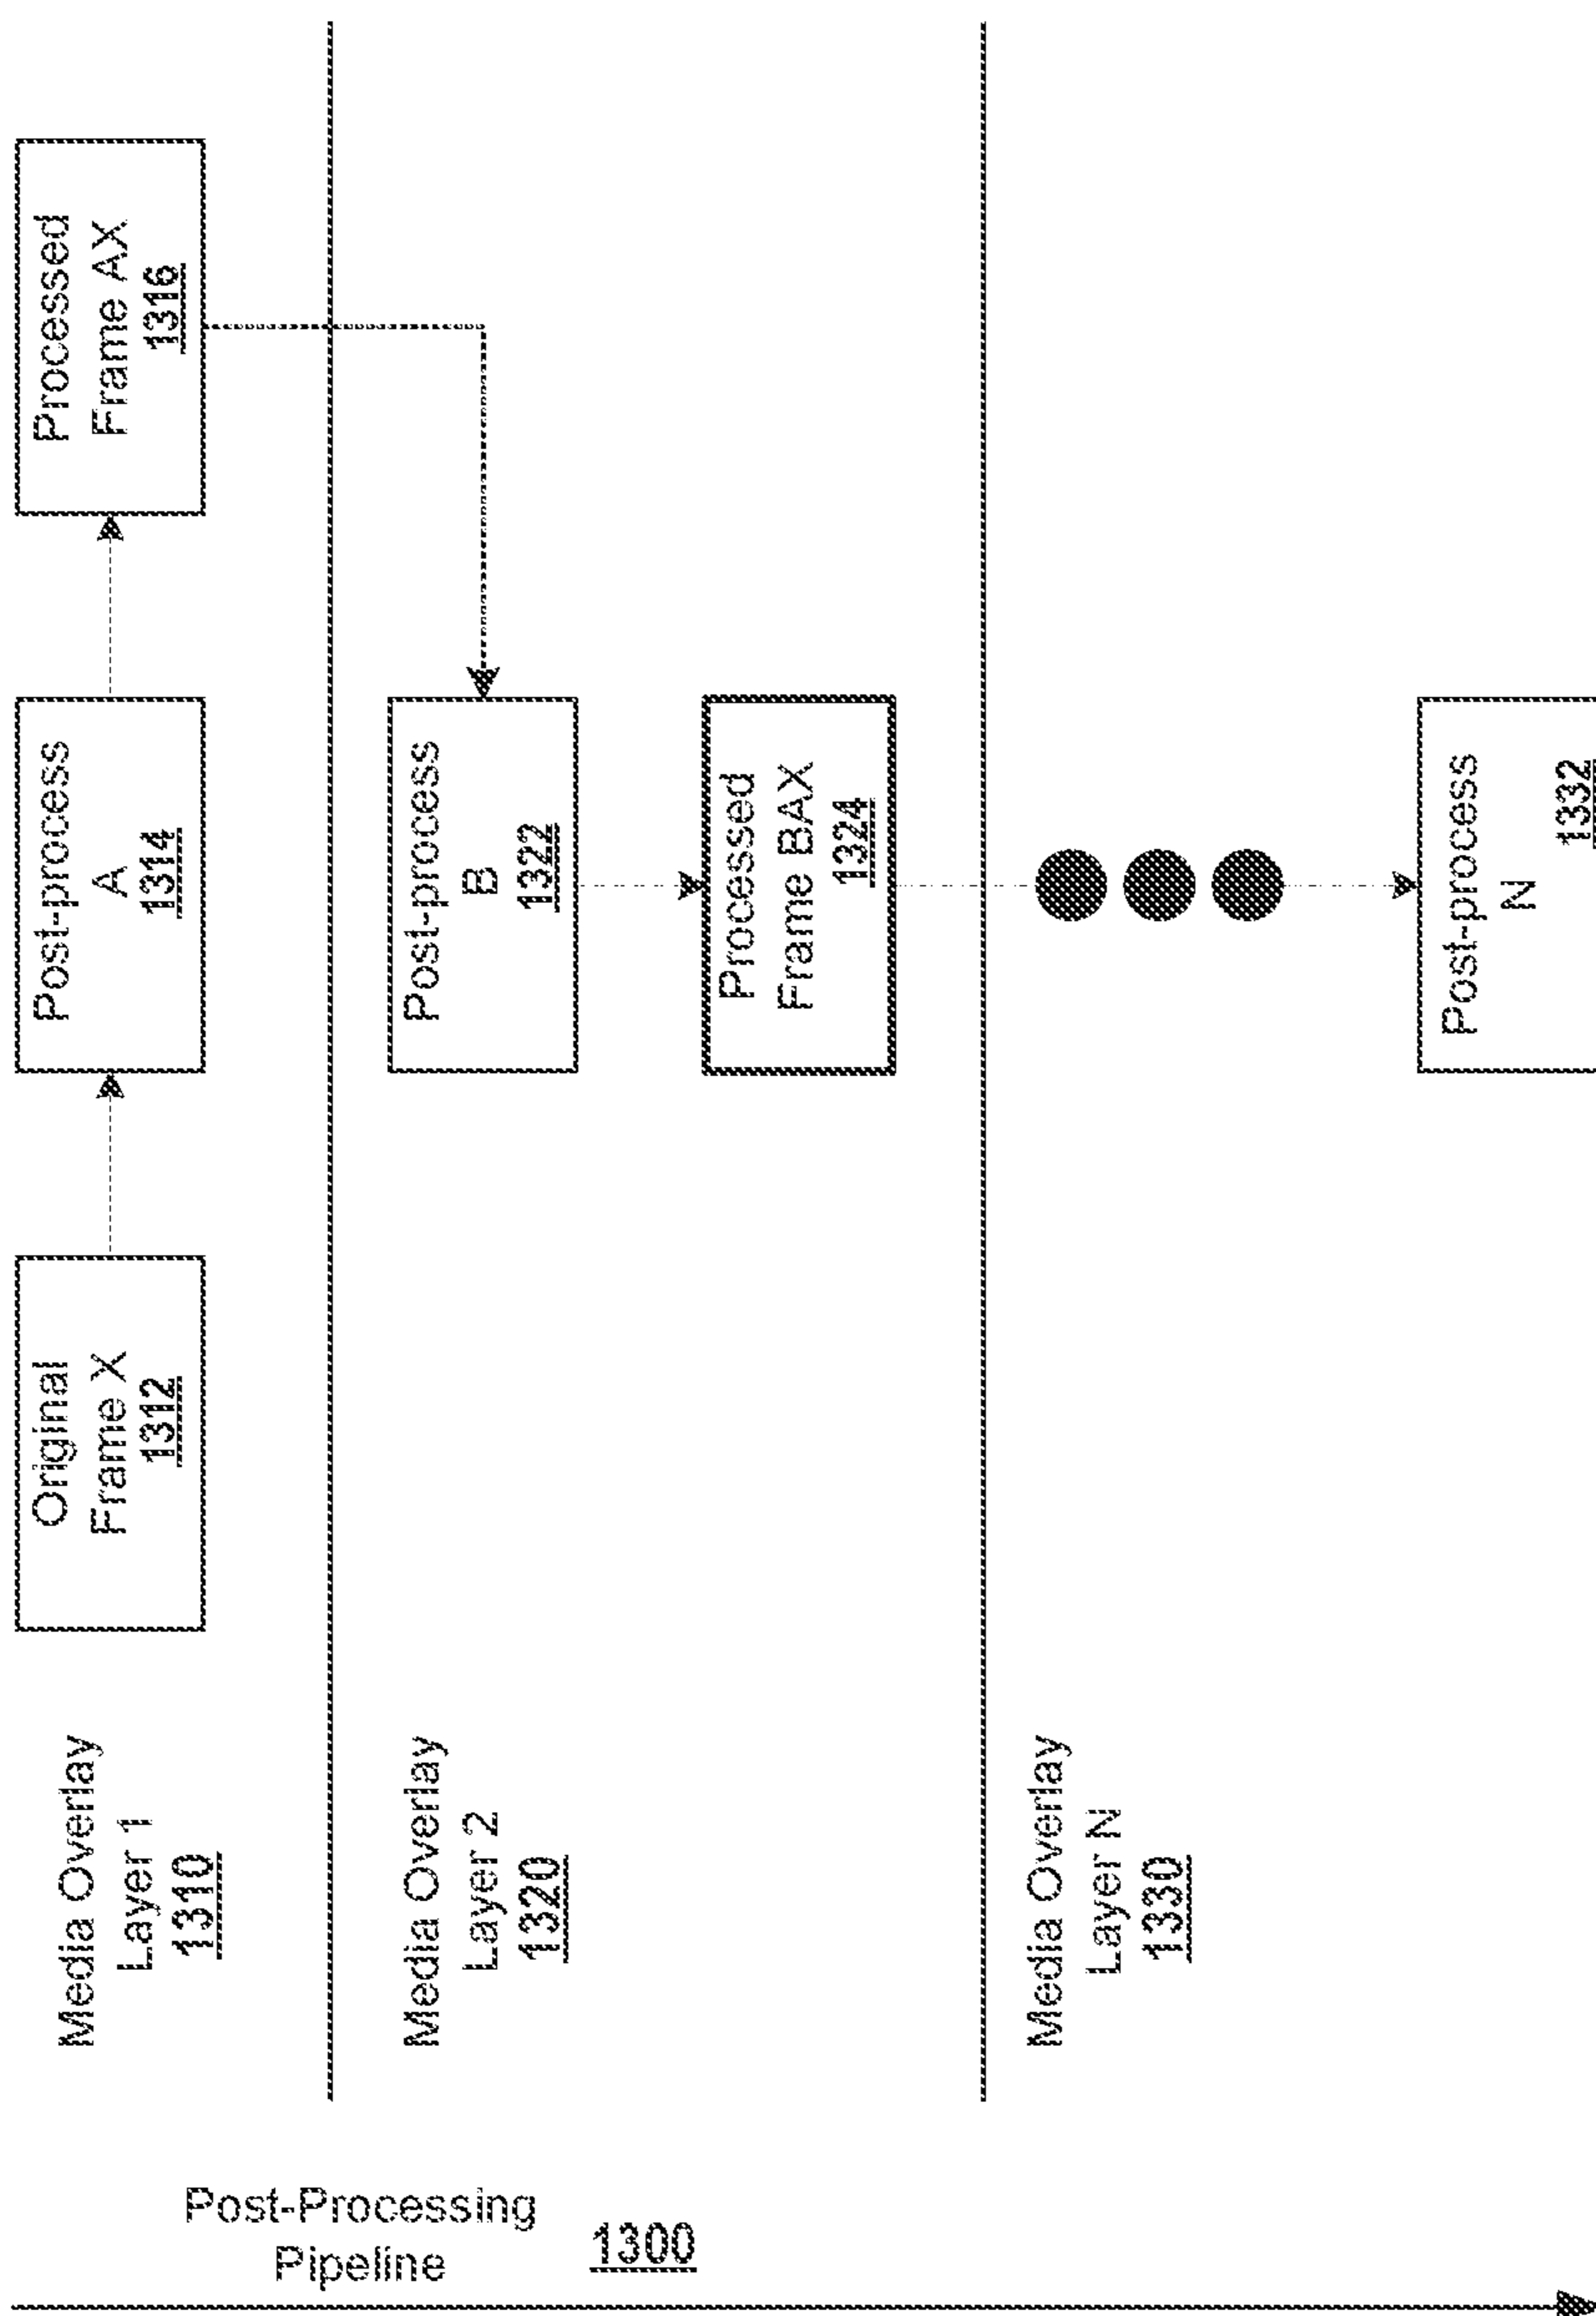 Post-Processing
Pipeline
1300
Media Overlay
Layer 1
1310
Original
Frame X
1312
Post-process
A
1314
Processed
Frame AX
1316
Media Overlay
Layer 2
1320
Post-process
B
1322
Processed
Frame BAX
1324
Media Overlay
Layer N
1330
Post-process
N
1332